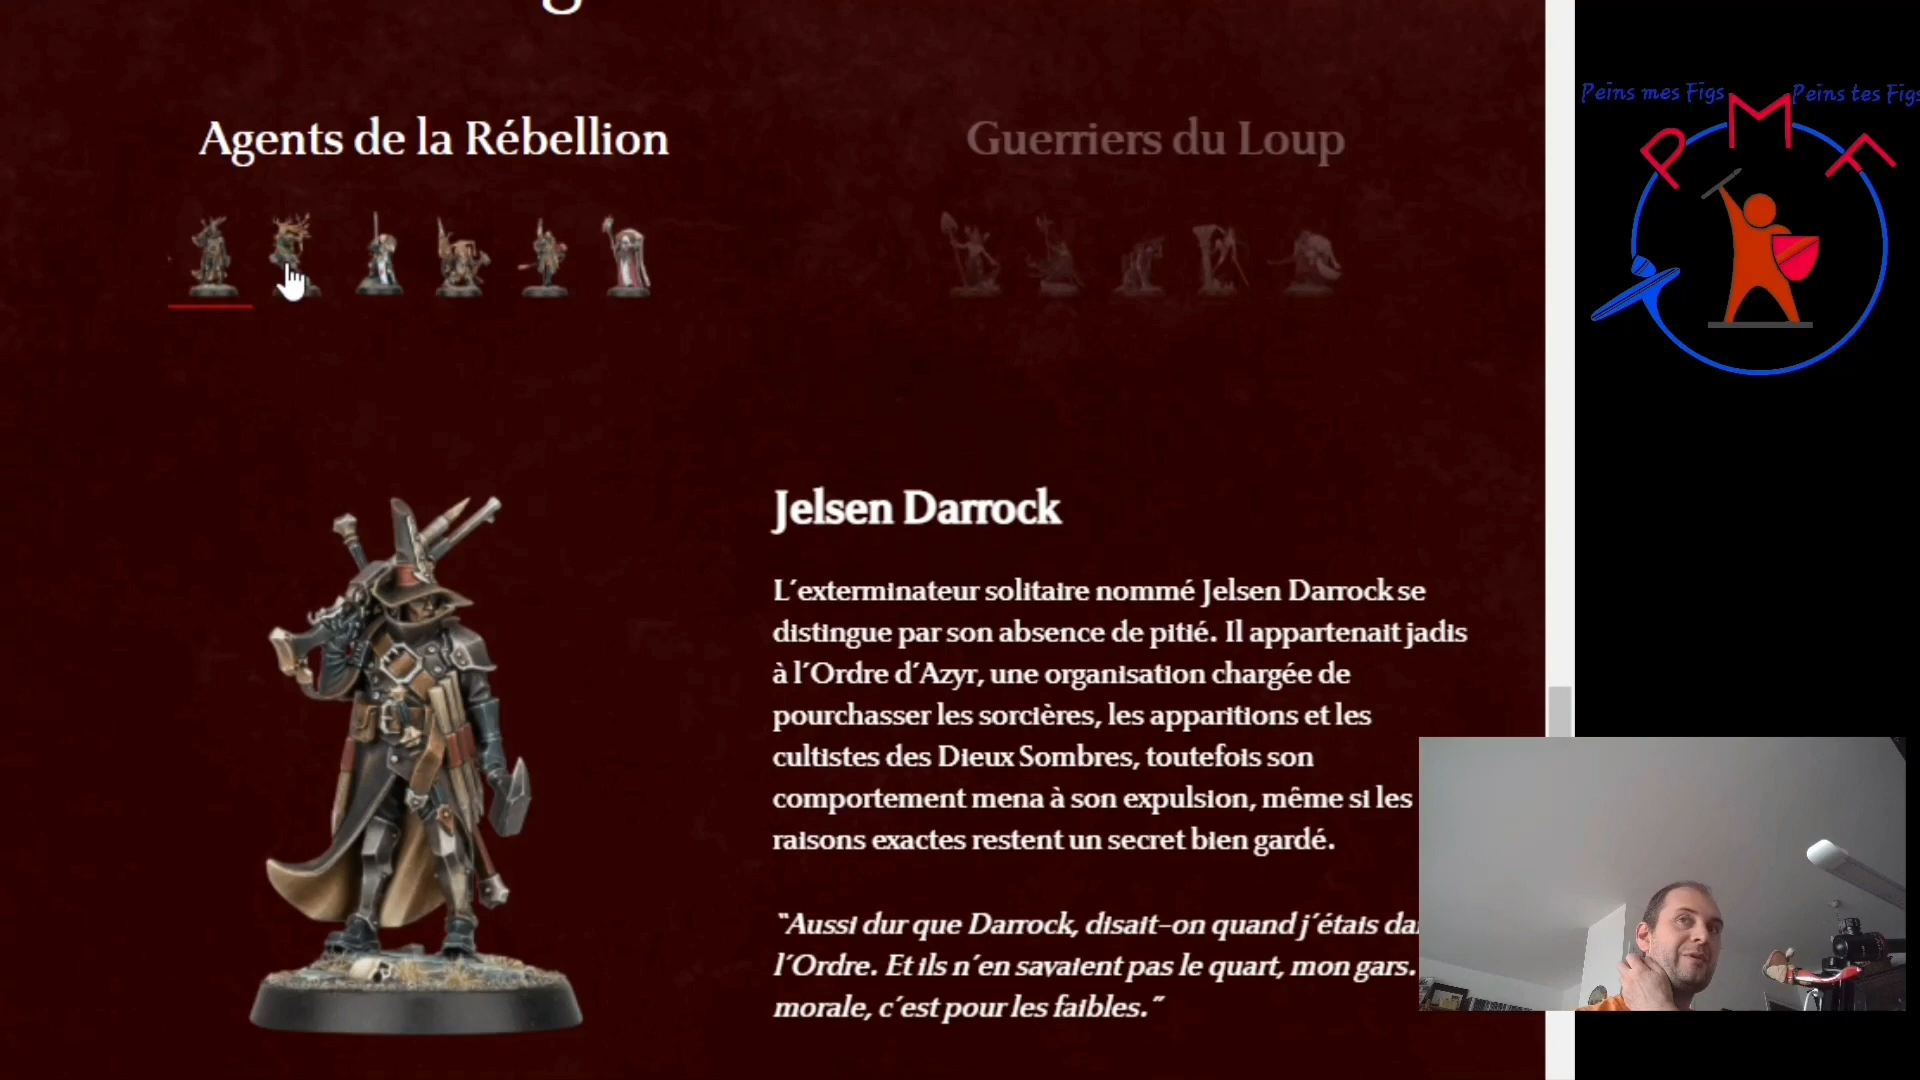 Agents de la Rébellion
Guerriers du Loup
Peins mes Figs
Peins tes Figs
PMF
Jelsen Darrock
L'exterminateur solitaire nommé Jelsen Darrock se
distingue par son absence de pitié. Il appartenait jadis
à l'Ordre d'Azyr, une organisation chargée de
pourchasser les sorcières, les apparitions et les
cultistes des Dieux Sombres, toutefois son
comportement mena à son expulsion, même si les
raisons exactes restent un secret bien gardé.
"Aussi dur que Darrock, disait-on quand j'étais
l'Ordre. Et ils n'en savaient pas le quart, mon gars.
morale, c'est pour les faibles."